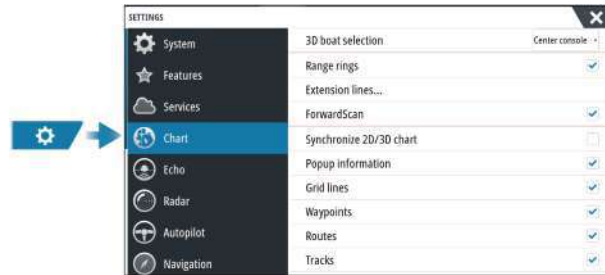 SETTINGS
System
Features
Services
Chart
Echo
Radar
Autopilot
Navigation
3D boat selection Center console
Range rings
Extension lines...
ForwardScan
Synchronize 2D/3D chart
Popup information
Grid lines
Waypoints
Routes
Tracks